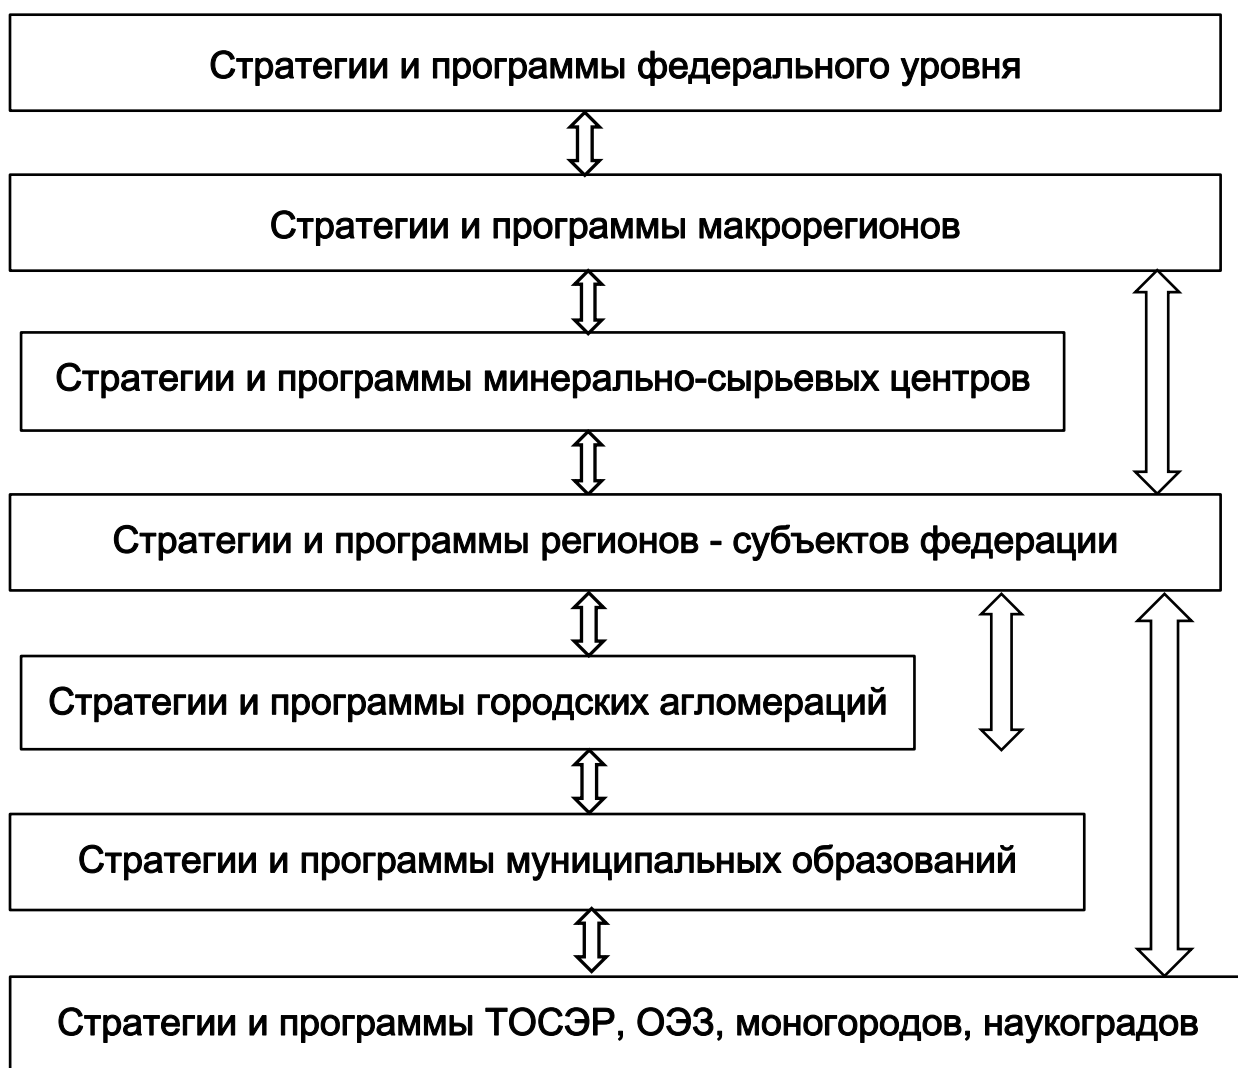 Стратегии и программы федерального уровня
Стратегии и программы макрорегионов
Стратегии и программы минерально-сырьевых центров
Стратегии и программы регионов - субъектов федерации
Стратегии и программы городских агломераций
Стратегии и программы муниципальных образований
Стратегии и программы ТОСЭР, ОЭЗ, моногородов, наукоградов